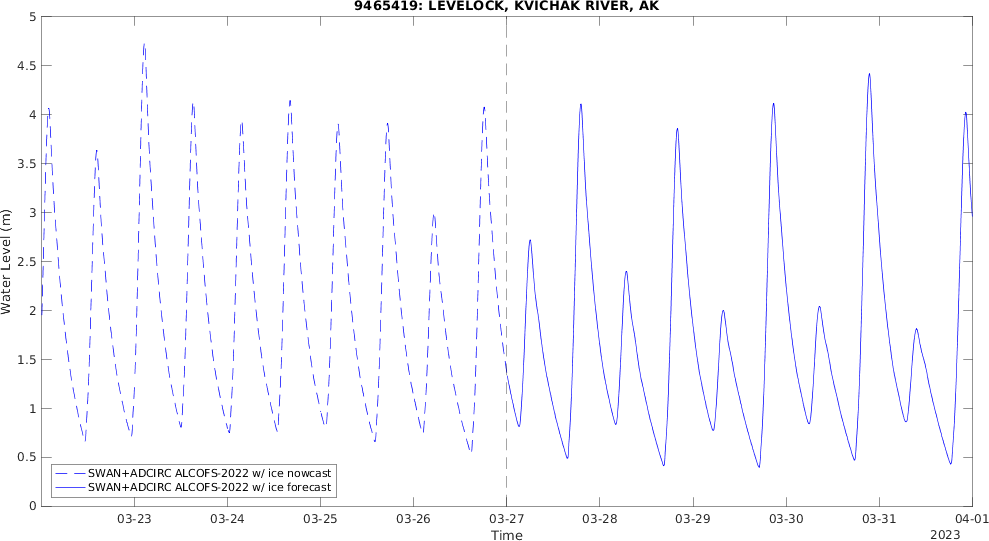 9465419: LEVELOCK, KVICHAK RIVER, AK
5
4.5
4
3.5
3
2.5
2
1.5
1
0.5
0
Water Level (m)
SWAN+ADCIRC ALCOFS-2022 w/ ice nowcast
SWAN+ADCIRC ALCOFS-2022 w/ ice forecast
03-23 03-24 03-25 03-26 03-27 03-28 03-29 03-30 03-31 04-01
Time
2023